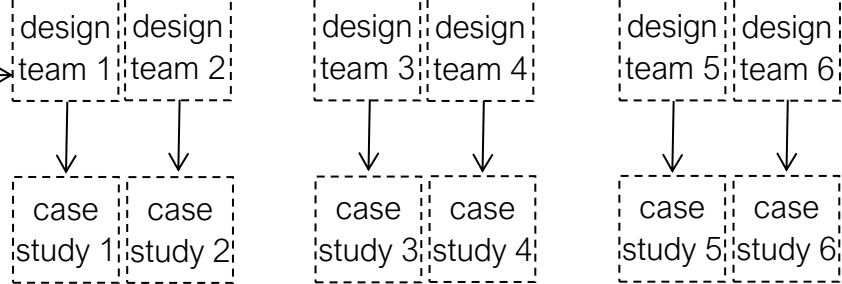 design
team 1
design
team 2
design
team 3
design
team 4
design
team 5
design
team 6
case
study 1
case
study 2
case
study 3
case
study 4
case
study 5
case
study 6